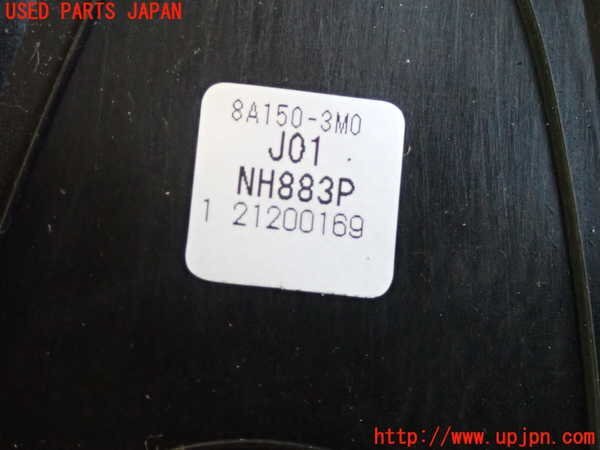 USED PARTS JAPAN
8A150-3M0
J01
NH883P
1 21200169
http://www.upjpn.com/